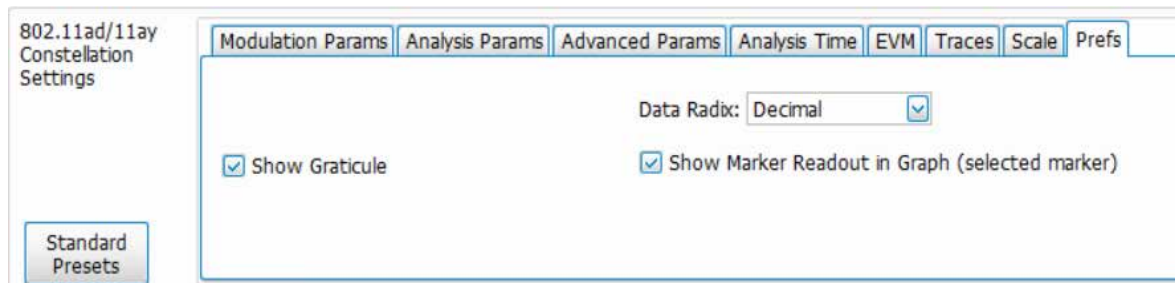 802.11ad/11ay
Constellation
Settings
Modulation Params Analysis Params Advanced Params Analysis Time EVM Traces Scale Prefs
Data Radix: Decimal
Show Graticule
Show Marker Readout in Graph (selected marker)
Standard
Presets